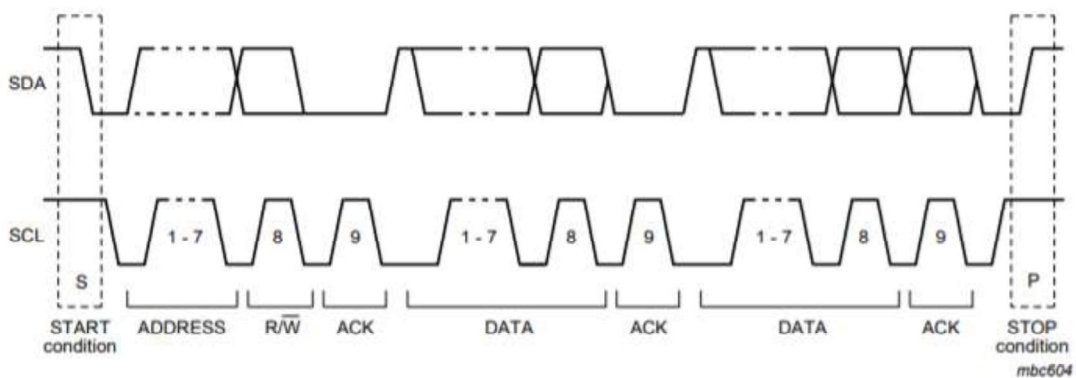 SDA
SCL
1 - 7 8 9 1 - 7 8 9 1 - 7 8 9
S P
START ADDRESS R/W̅ ACK DATA ACK DATA ACK STOP
condition condition
mbc604